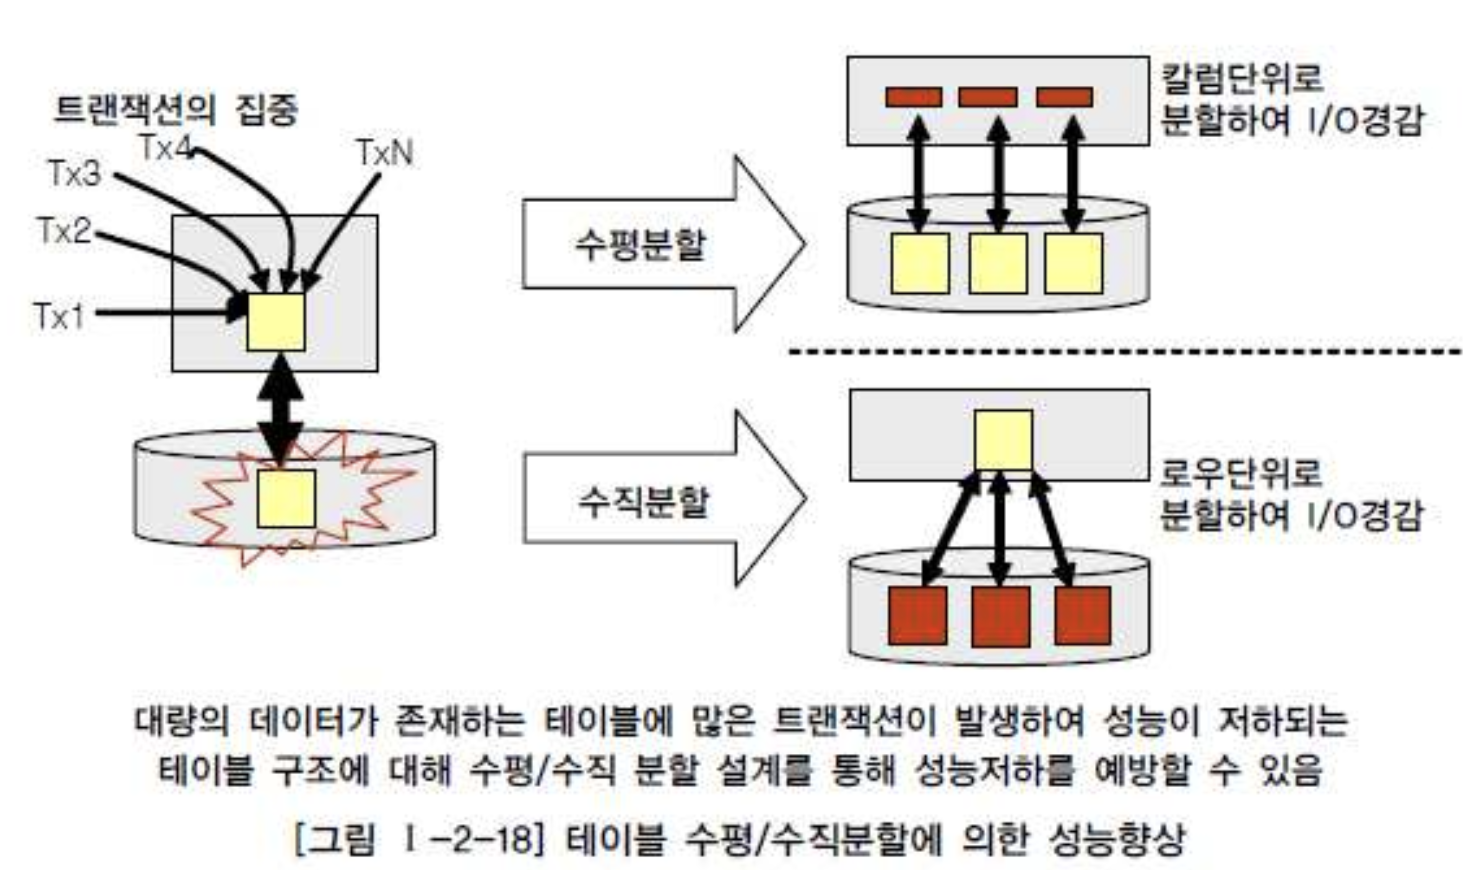 트랜잭션의 집중
Tx4
TxN
Tx3
Tx2
Tx1
수평분할
칼럼단위로
분할하여 I/O경감
수직분할
로우단위로
분할하여 I/O경감
대량의 데이터가 존재하는 테이블에 많은 트랜잭션이 발생하여 성능이 저하되는
테이블 구조에 대해 수평/수직 분할 설계를 통해 성능저하를 예방할 수 있음
[그림 Ⅰ-2-18] 테이블 수평/수직분할에 의한 성능향상